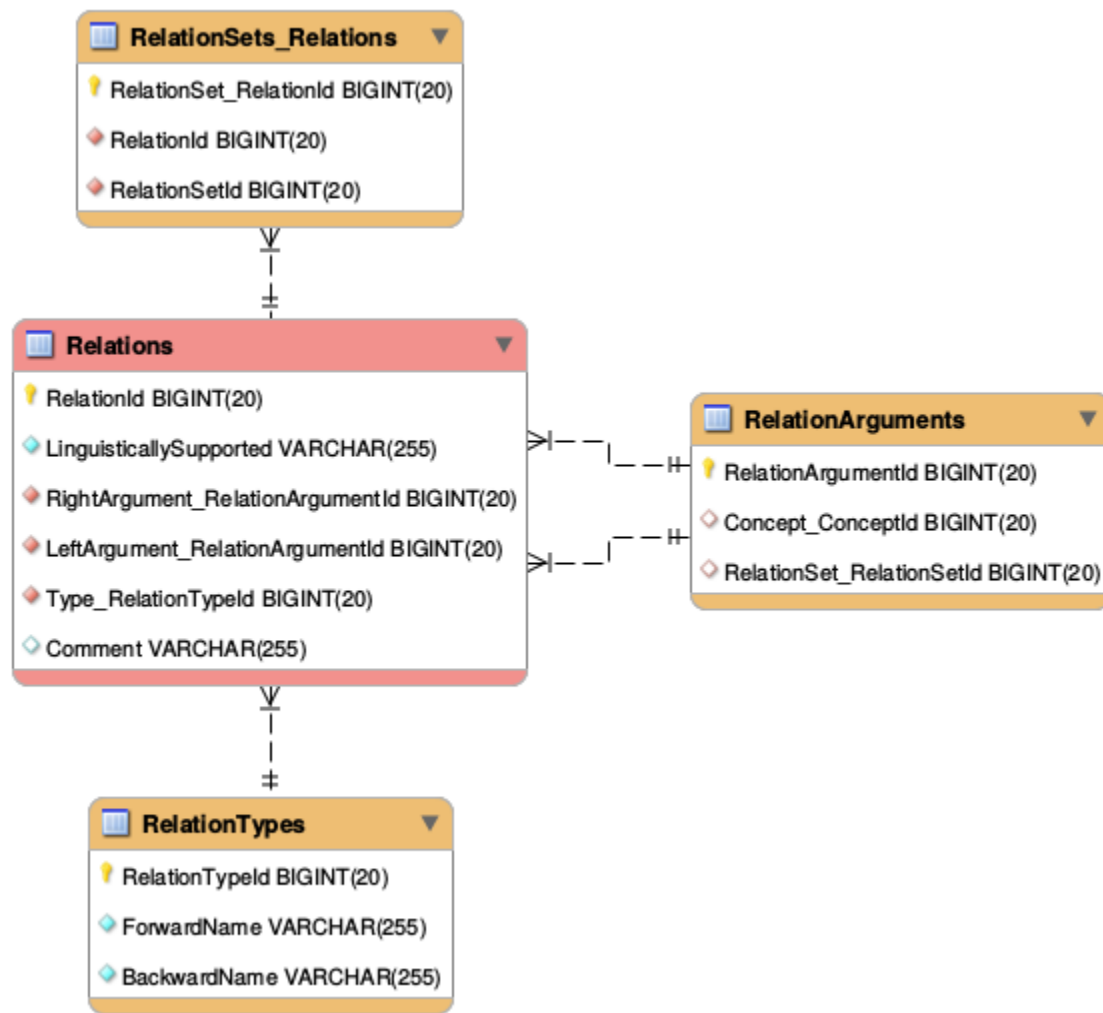 RelationSets_Relations
RelationSet_RelationId BIGINT(20)
RelationId BIGINT(20)
RelationSetId BIGINT(20)
Relations
RelationId BIGINT(20)
LinguisticallySupported VARCHAR(255)
RightArgument_RelationArgumentId BIGINT(20)
LeftArgument_RelationArgumentId BIGINT(20)
Type_RelationTypeId BIGINT(20)
Comment VARCHAR(255)
RelationArguments
RelationArgumentId BIGINT(20)
Concept_ConceptId BIGINT(20)
RelationSet_RelationSetId BIGINT(20)
RelationTypes
RelationTypeId BIGINT(20)
ForwardName VARCHAR(255)
BackwardName VARCHAR(255)